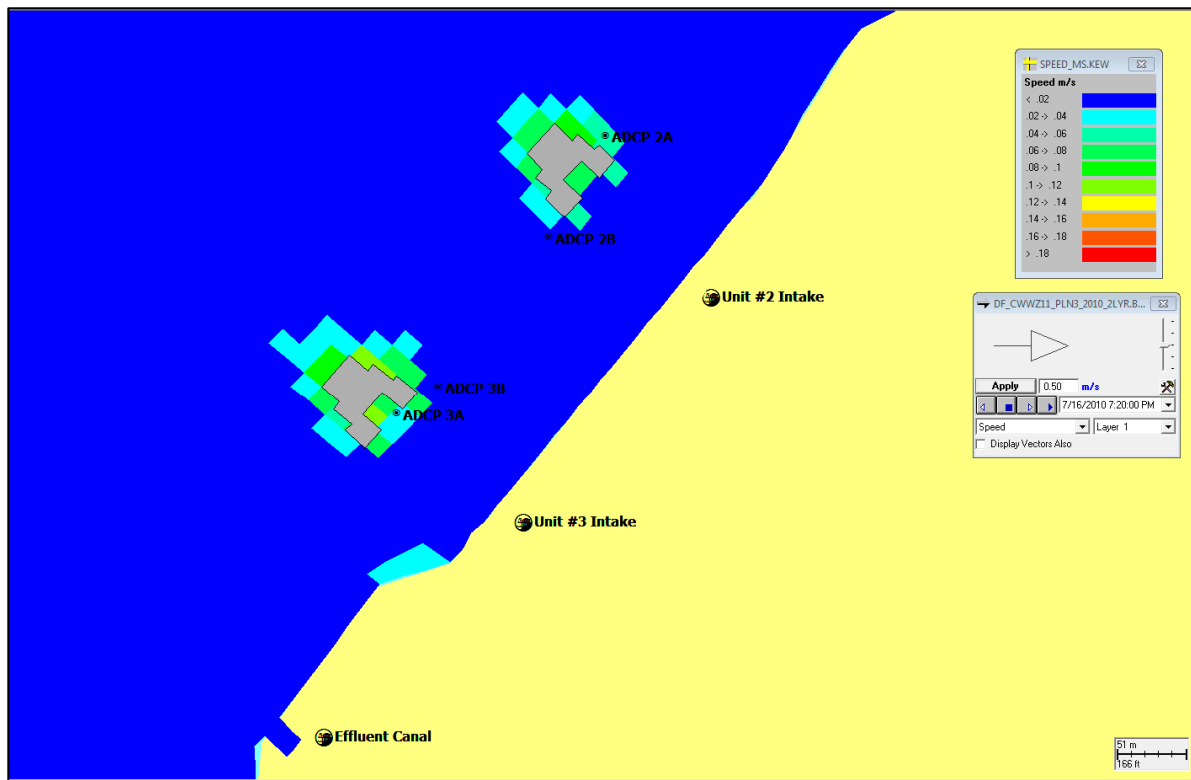 SPEED_MS.KEW
Speed m/s
< .02
.02 -> .04
.04 -> .06
.06 -> .08
.08 -> .1
.1 -> .12
.12 -> .14
.14 -> .16
.16 -> .18
> .18
ADCP 2A
ADCP 2B
Unit #2 Intake
DF_CWWZ11_PLN3_2010_2LYR.B...
Apply
0.50
m/s
7/16/2010 7:20:00 PM
Speed
Layer 1
Display Vectors Also
ADCP 3B
ADCP 3A
Unit #3 Intake
Effluent Canal
51 m
166 ft